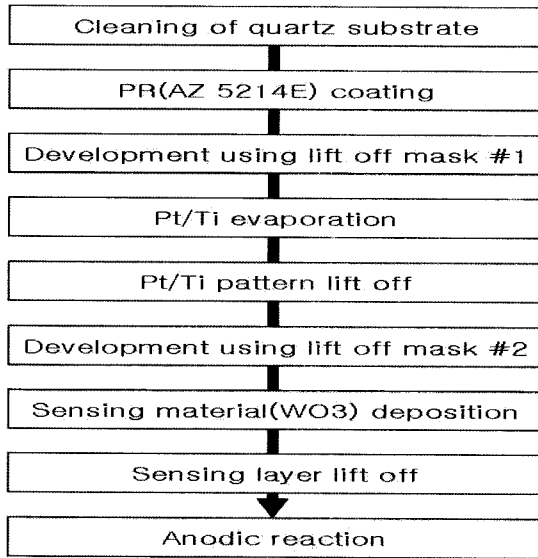 Cleaning of quartz substrate
PR(AZ 5214E) coating
Development using lift off mask #1
Pt/Ti evaporation
Pt/Ti pattern lift off
Development using lift off mask #2
Sensing material(WO3) deposition
Sensing layer lift off
Anodic reaction